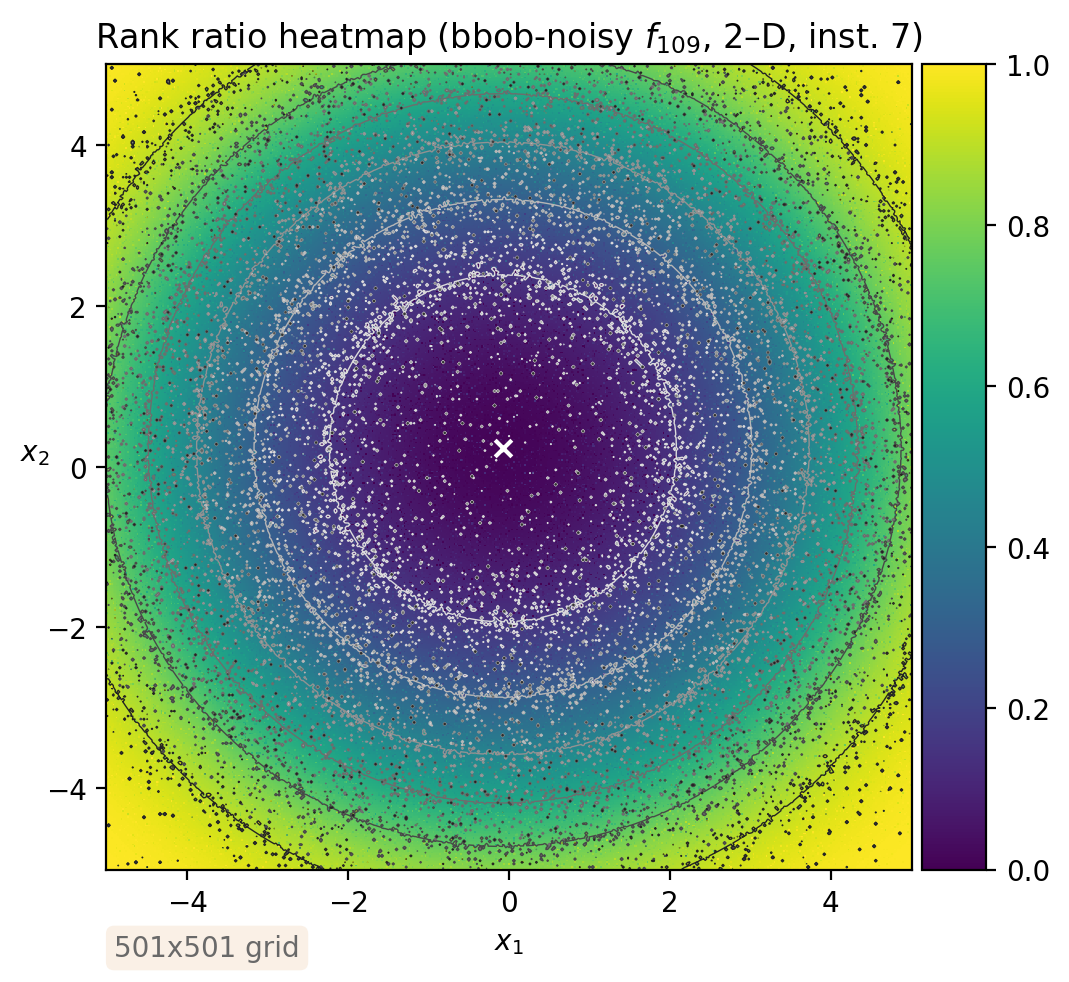 Rank ratio heatmap (bbob-noisy f₁₀₉, 2–D, inst. 7)
1.0
0.8
0.6
0.4
0.2
0.0
4
2
0
−2
−4
x₂
−4 −2 0 2 4
x₁
501x501 grid